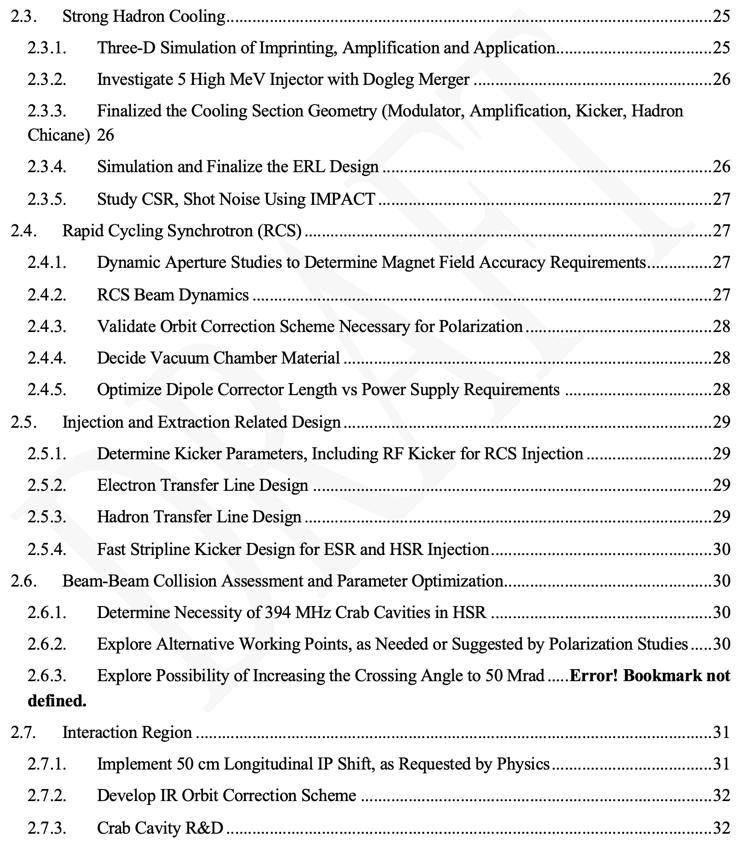 2.3. Strong Hadron Cooling....................25
2.3.1. Three-D Simulation of Imprinting, Amplification and Application....................25
2.3.2. Investigate 5 High MeV Injector with Dogleg Merger....................26
2.3.3. Finalized the Cooling Section Geometry (Modulator, Amplification, Kicker, Hadron
Chicane) 26
2.3.4. Simulation and Finalize the ERL Design....................26
2.3.5. Study CSR, Shot Noise Using IMPACT....................27
2.4. Rapid Cycling Synchrotron (RCS)....................27
2.4.1. Dynamic Aperture Studies to Determine Magnet Field Accuracy Requirements....................27
2.4.2. RCS Beam Dynamics....................27
2.4.3. Validate Orbit Correction Scheme Necessary for Polarization....................28
2.4.4. Decide Vacuum Chamber Material....................28
2.4.5. Optimize Dipole Corrector Length vs Power Supply Requirements....................28
2.5. Injection and Extraction Related Design....................29
2.5.1. Determine Kicker Parameters, Including RF Kicker for RCS Injection....................29
2.5.2. Electron Transfer Line Design....................29
2.5.3. Hadron Transfer Line Design....................29
2.5.4. Fast Stripline Kicker Design for ESR and HSR Injection....................30
2.6. Beam-Beam Collision Assessment and Parameter Optimization....................30
2.6.1. Determine Necessity of 394 MHz Crab Cavities in HSR....................30
2.6.2. Explore Alternative Working Points, as Needed or Suggested by Polarization Studies.....30
2.6.3. Explore Possibility of Increasing the Crossing Angle to 50 Mrad.....Error! Bookmark not
defined.
2.7. Interaction Region....................31
2.7.1. Implement 50 cm Longitudinal IP Shift, as Requested by Physics....................31
2.7.2. Develop IR Orbit Correction Scheme....................32
2.7.3. Crab Cavity R&D....................32
DRAFT